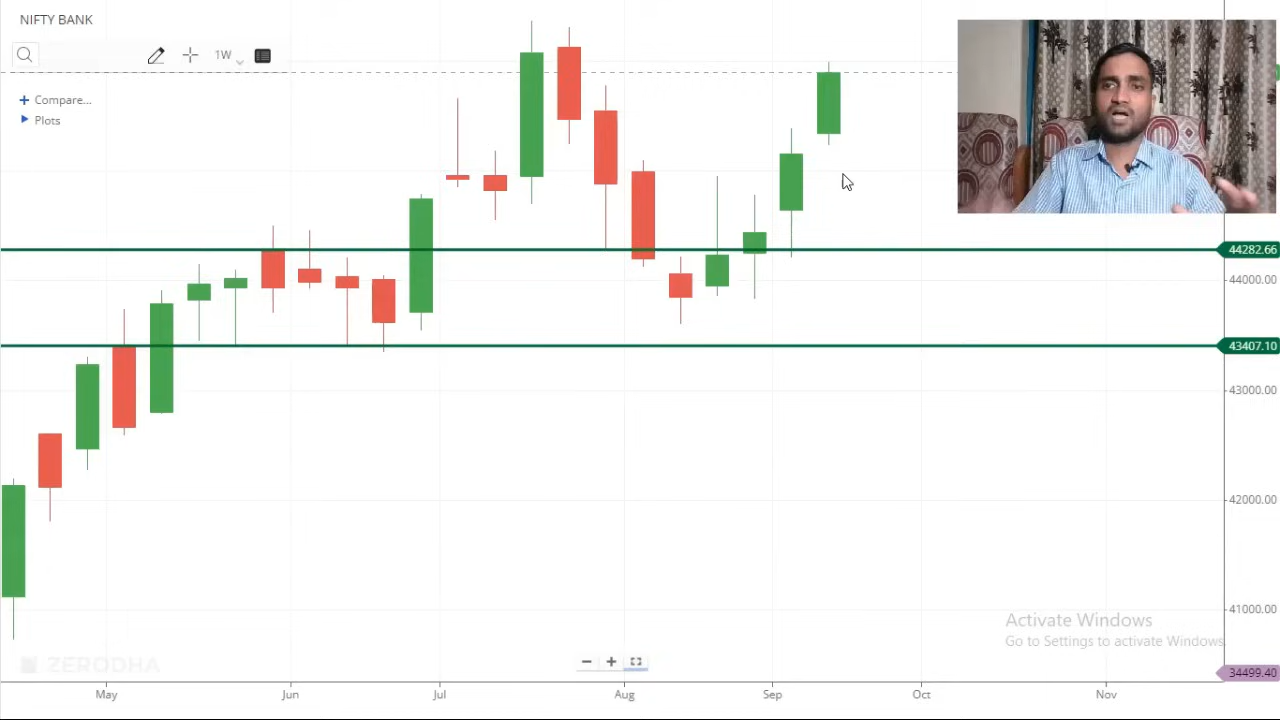 NIFTY BANK
1W
Compare...
Plots
44282.66
44000.00
43407.10
43000.00
42000.00
41000.00
Activate Windows
Go to Settings to activate Windows
ZERODHA
34499.40
May Jun Jul Aug Sep Oct Nov